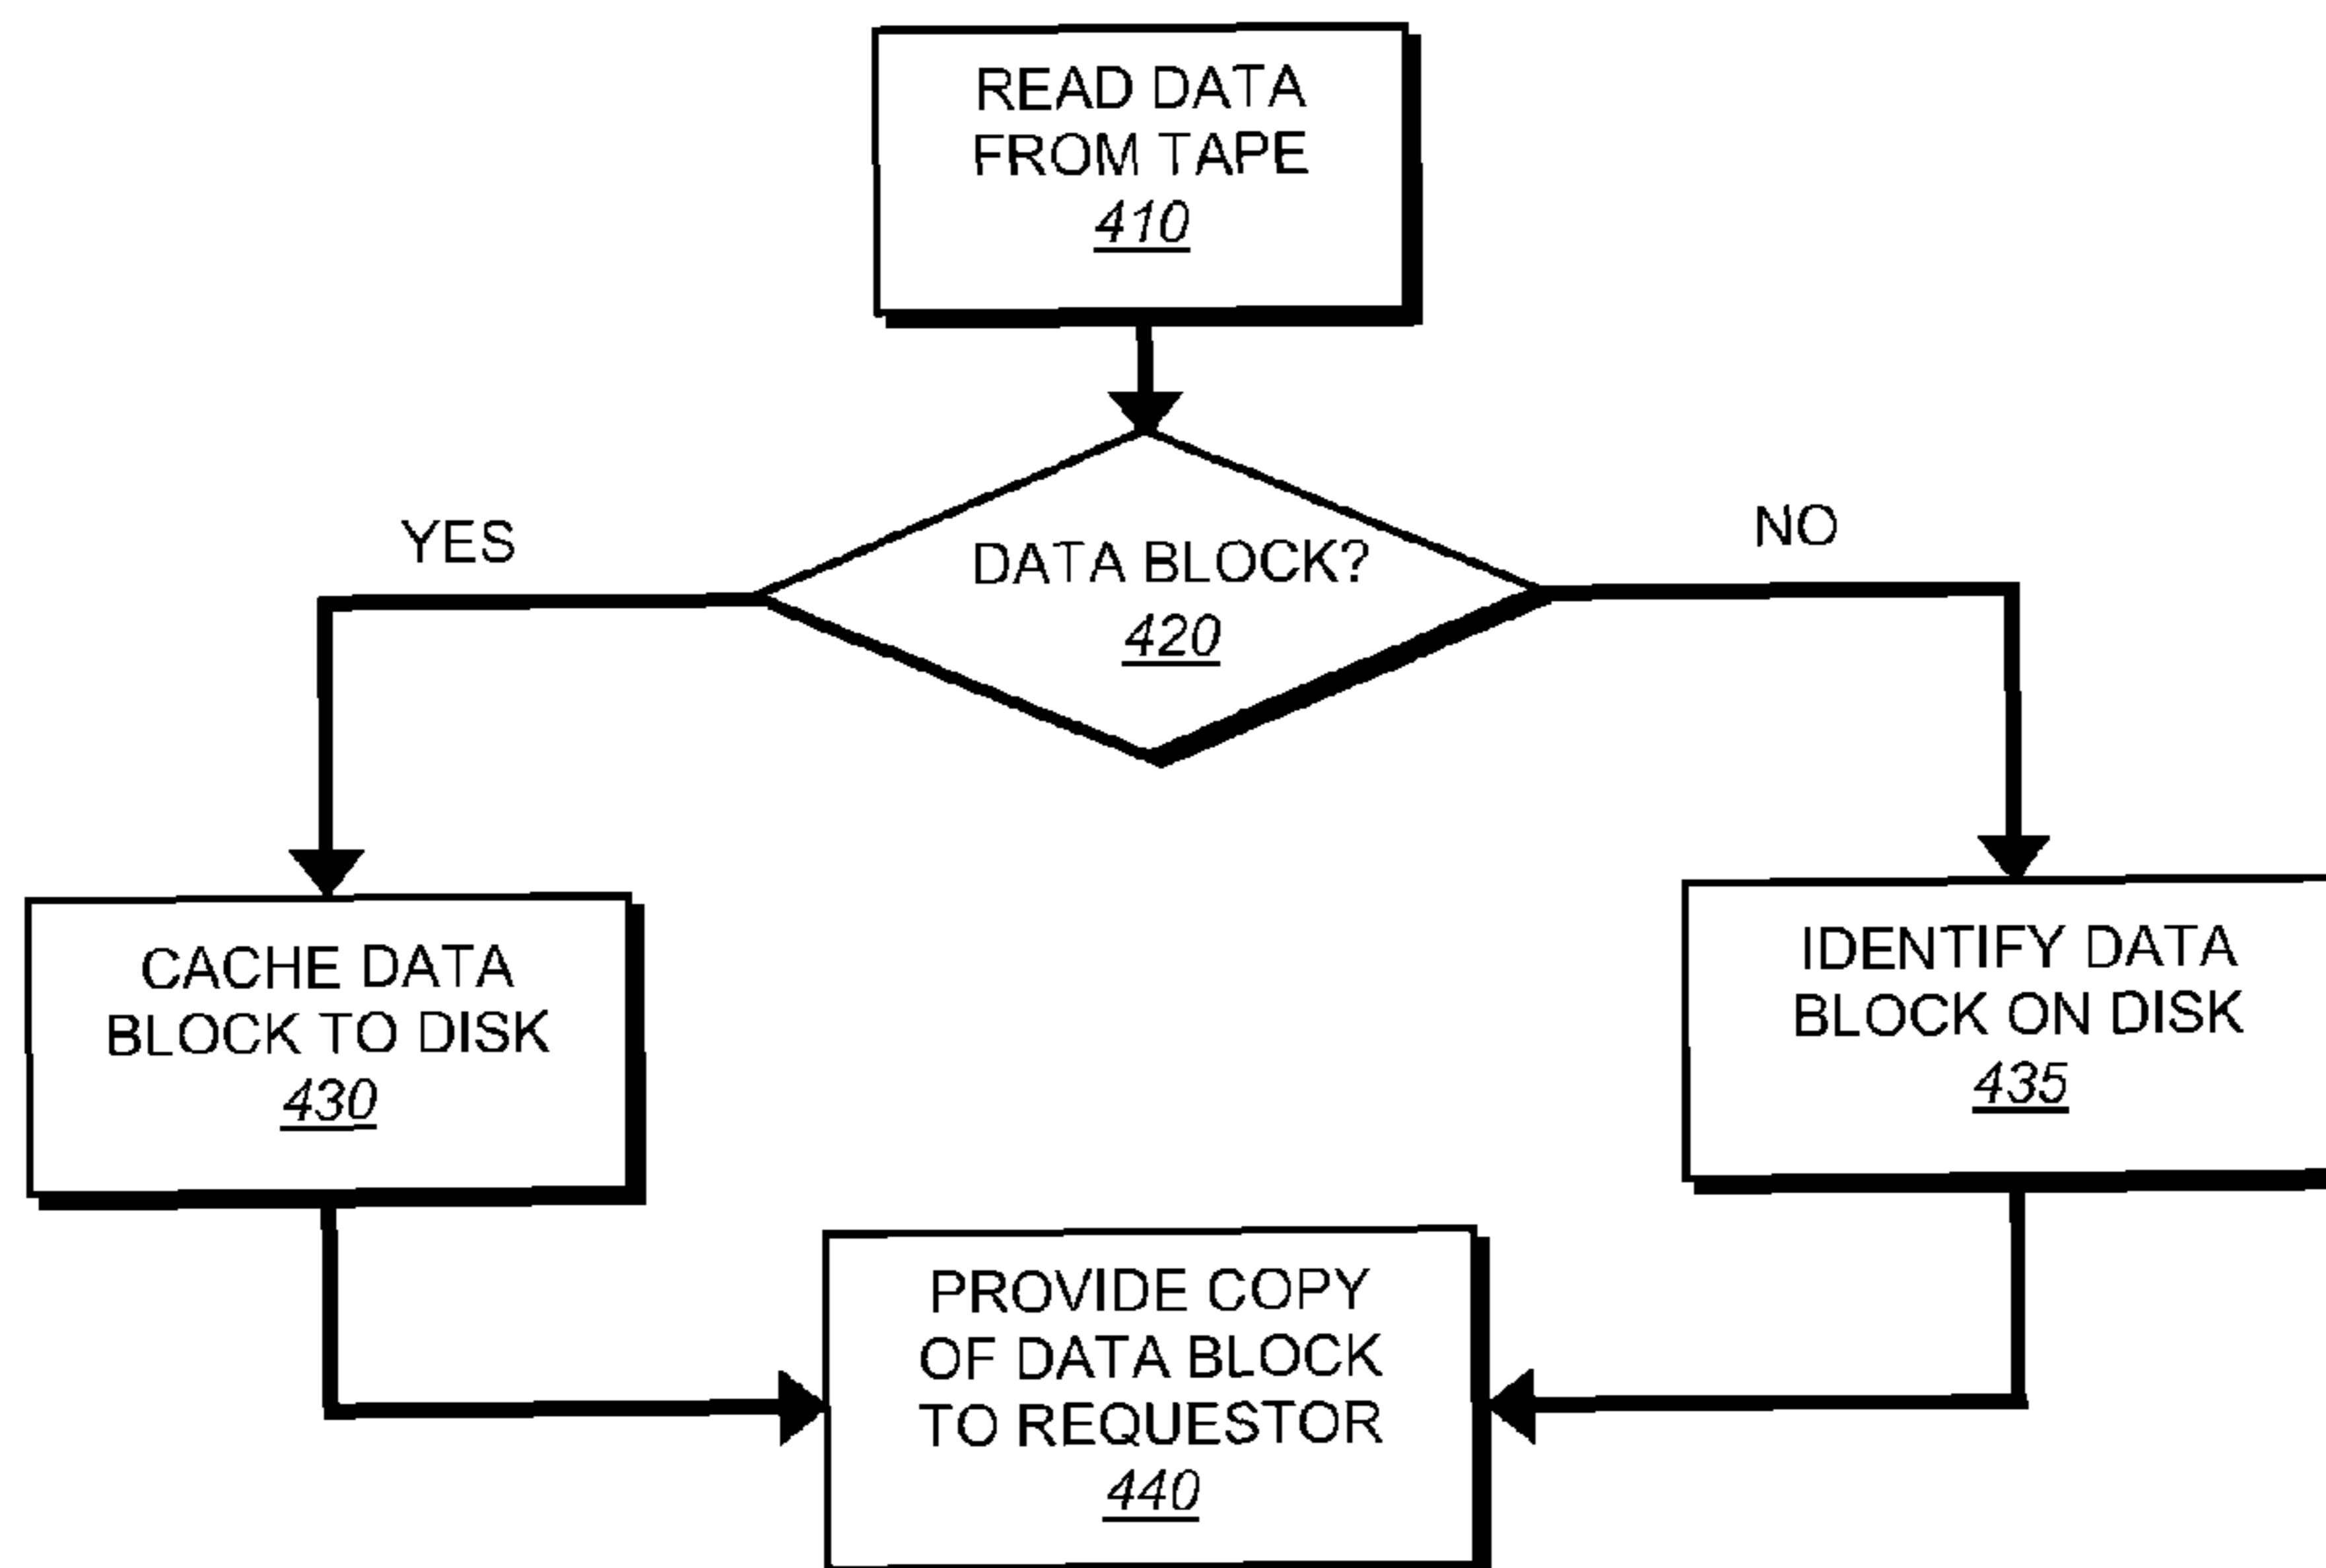 READ DATA
FROM TAPE
410
DATA BLOCK?
420
YES
NO
CACHE DATA
BLOCK TO DISK
430
IDENTIFY DATA
BLOCK ON DISK
435
PROVIDE COPY
OF DATA BLOCK
TO REQUESTOR
440